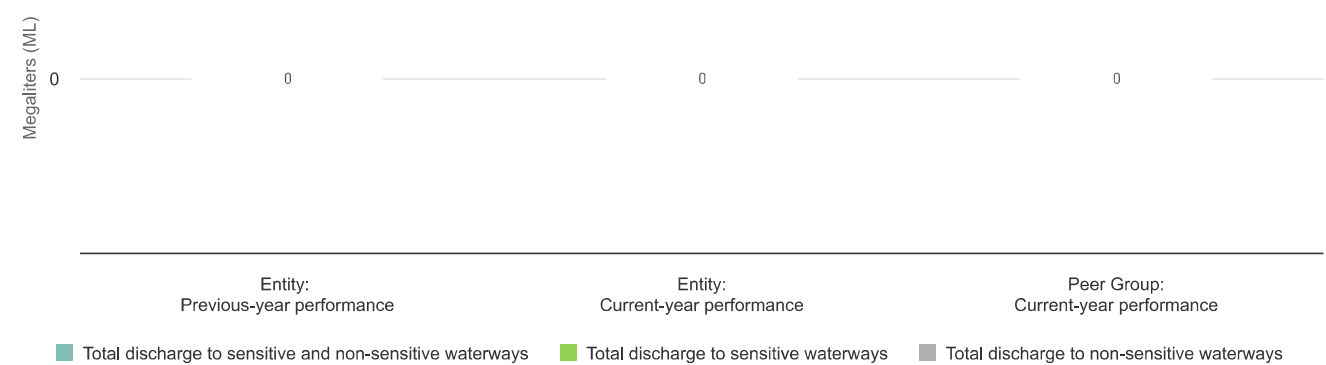 Megaliters (ML)
0
0
0
0
Entity:
Previous-year performance
Entity:
Current-year performance
Peer Group:
Current-year performance
Total discharge to sensitive and non-sensitive waterways
Total discharge to sensitive waterways
Total discharge to non-sensitive waterways